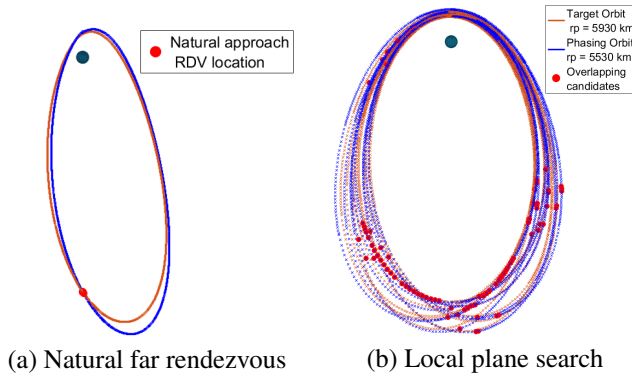 Natural approach
RDV location
Target Orbit
rp = 5930 km
Phasing Orbit
rp = 5530 km
Overlapping
candidates
(a) Natural far rendezvous
(b) Local plane search